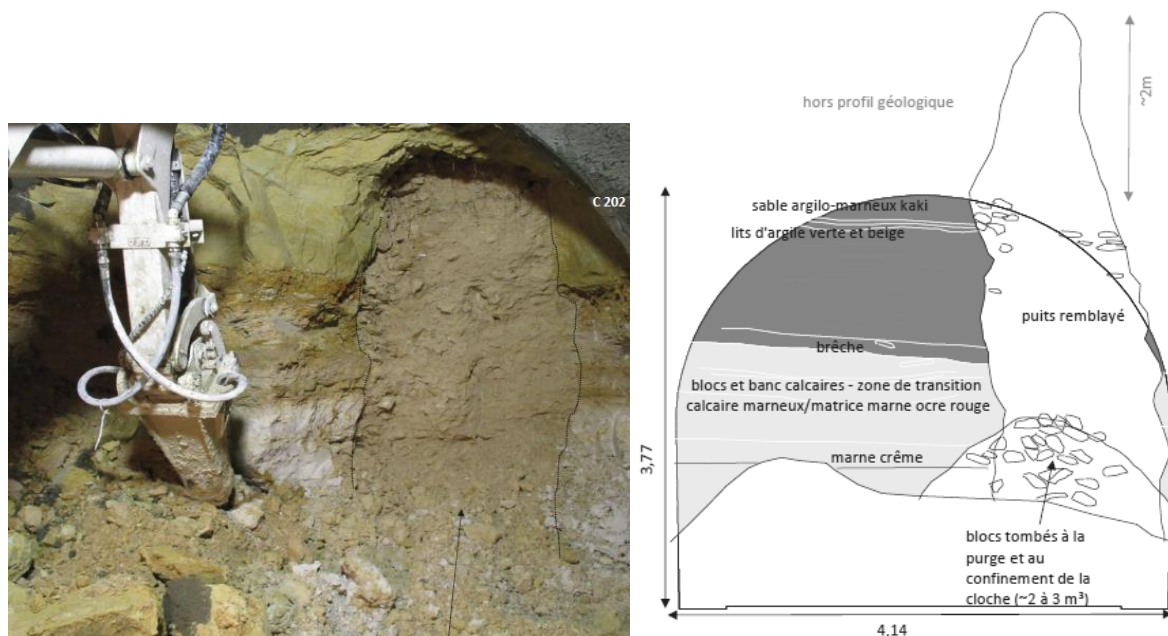 C 202
hors profil géologique
~2m
sable argilo-marneux kaki
lits d'argile verte et beige
puits remblayé
brêche
blocs et banc calcaires - zone de transition
calcaire marneux/matrice marne ocre rouge
marne crême
3,77
blocs tombés à la
purge et au
confinement de la
cloche (~2 à 3 m³)
4,14